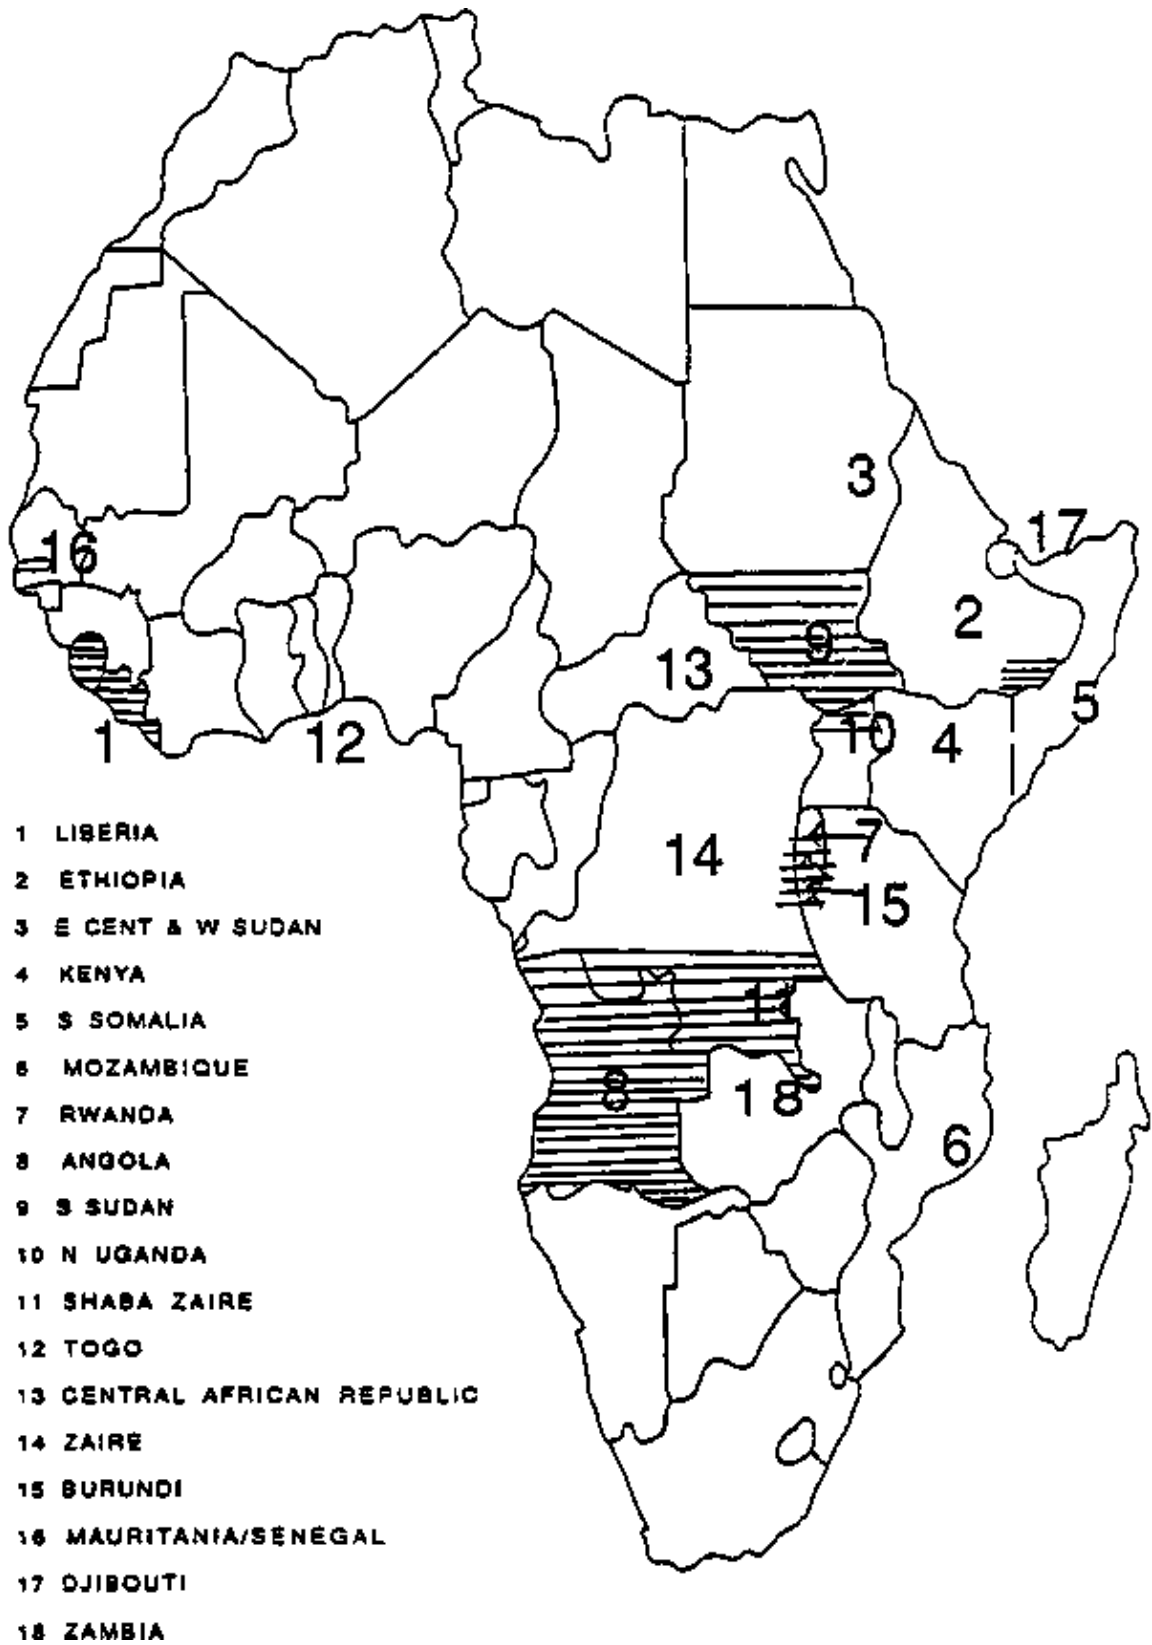 3
17
16
2
9
13
5
1
12
10
4
14
7
15
11
8
18
6
1 LIBERIA
2 ETHIOPIA
3 E CENT & W SUDAN
4 KENYA
5 S SOMALIA
6 MOZAMBIQUE
7 RWANDA
8 ANGOLA
9 S SUDAN
10 N UGANDA
11 SHABA ZAIRE
12 TOGO
13 CENTRAL AFRICAN REPUBLIC
14 ZAIRE
15 BURUNDI
16 MAURITANIA/SENEGAL
17 DJIBOUTI
18 ZAMBIA